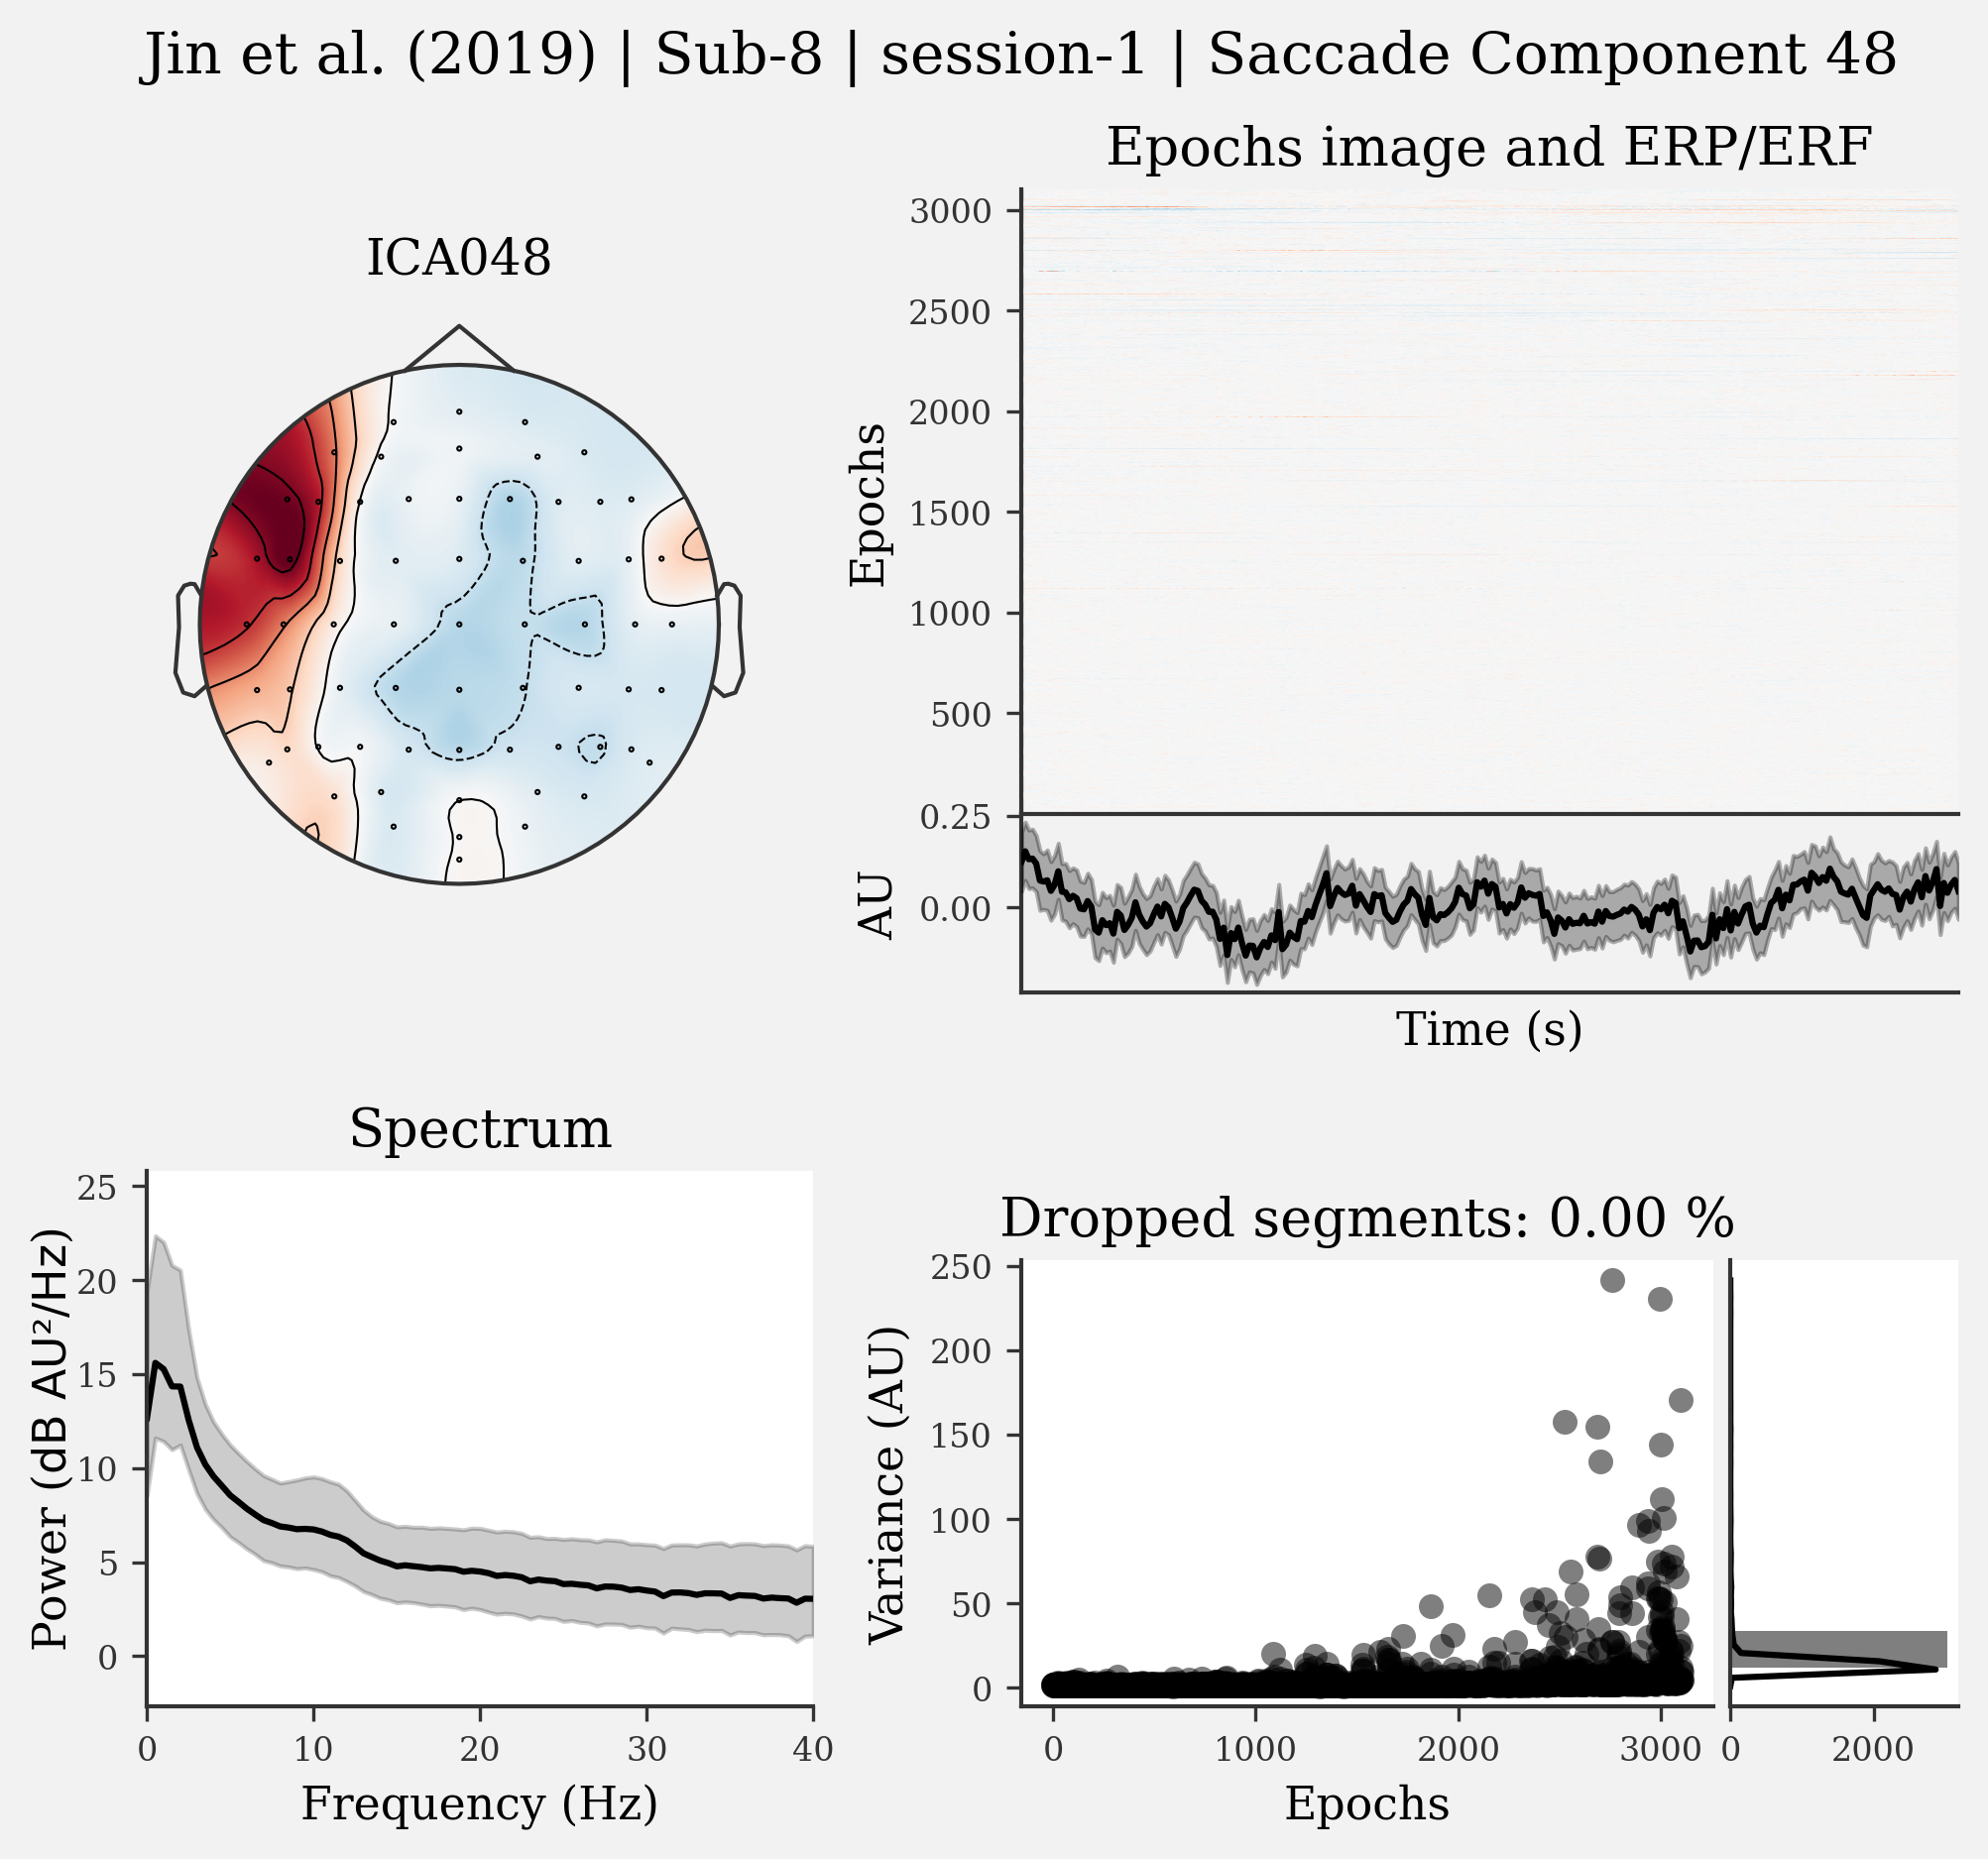 Jin et al. (2019) | Sub-8 | session-1 | Saccade Component 48
ICA048
Epochs image and ERP/ERF
3000
2500
2000
1500
1000
500
Epochs
0.25
0.00
AU
Time (s)
Spectrum
25
20
15
10
5
0
Power (dB AU²/Hz)
0 10 20 30 40
Frequency (Hz)
Dropped segments: 0.00 %
250
200
150
100
50
0
Variance (AU)
0 1000 2000 3000
Epochs
0 2000